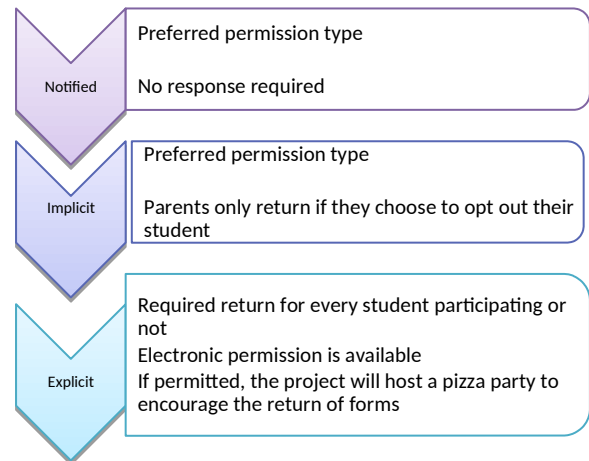 Preferred permission type
Notified
No response required
Preferred permission type
Implicit
Parents only return if they choose to opt out their
student
Required return for every student participating or
not
Electronic permission is available
Explicit
If permitted, the project will host a pizza party to
encourage the return of forms